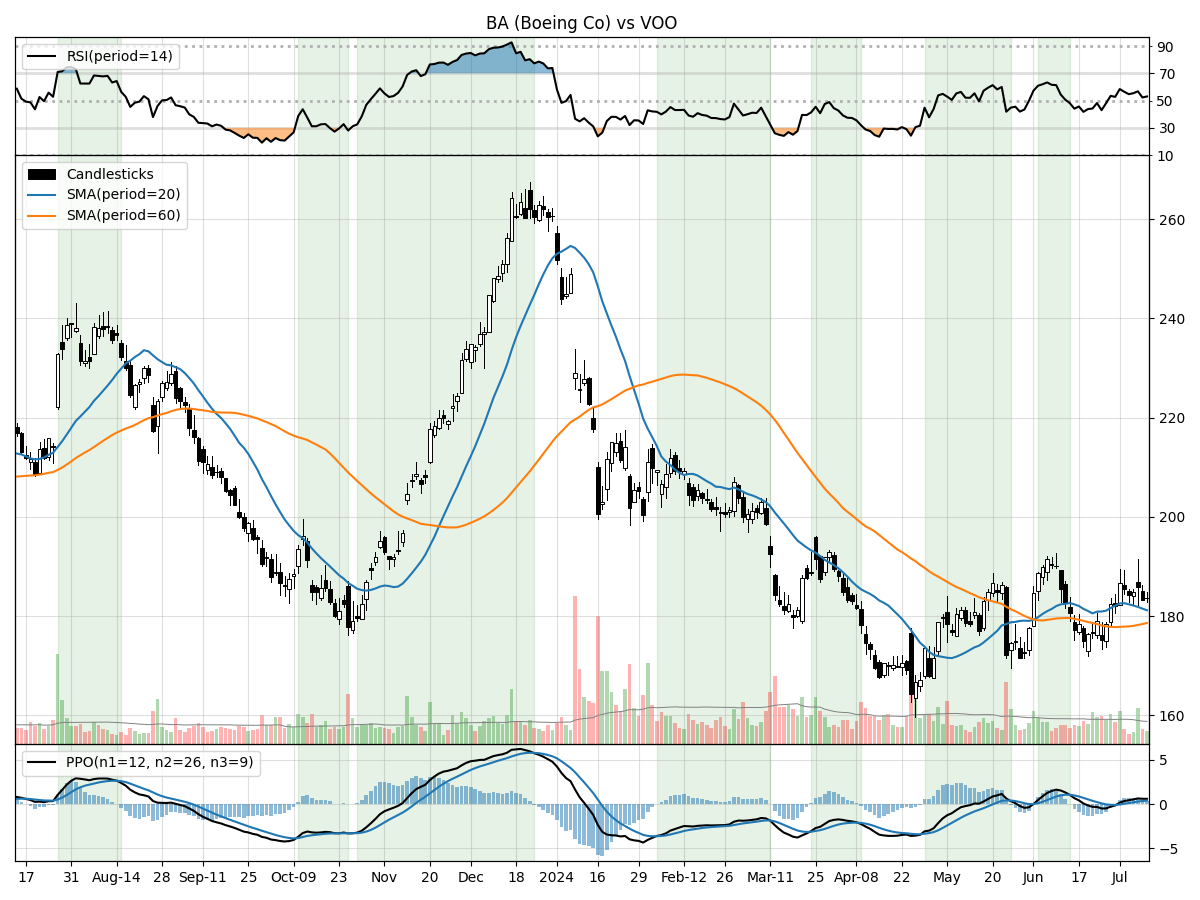 BA (Boeing Co) vs VOO
RSI(period=14)
90
70
50
30
10
Candlesticks
SMA(period=20)
SMA(period=60)
260
240
220
200
180
160
PPO(n1=12, n2=26, n3=9)
5
0
−5
17 31 Aug-14 28 Sep-11 25 Oct-09 23 Nov 20 Dec 18 2024 16 29 Feb-12 26 Mar-11 25 Apr-08 22 May 20 Jun 17 Jul